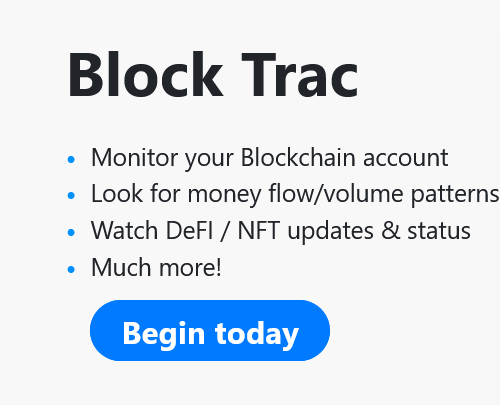 Block Trac
• Monitor your Blockchain account
• Look for money flow/volume patterns
• Watch DeFI / NFT updates & status
• Much more!
Begin today